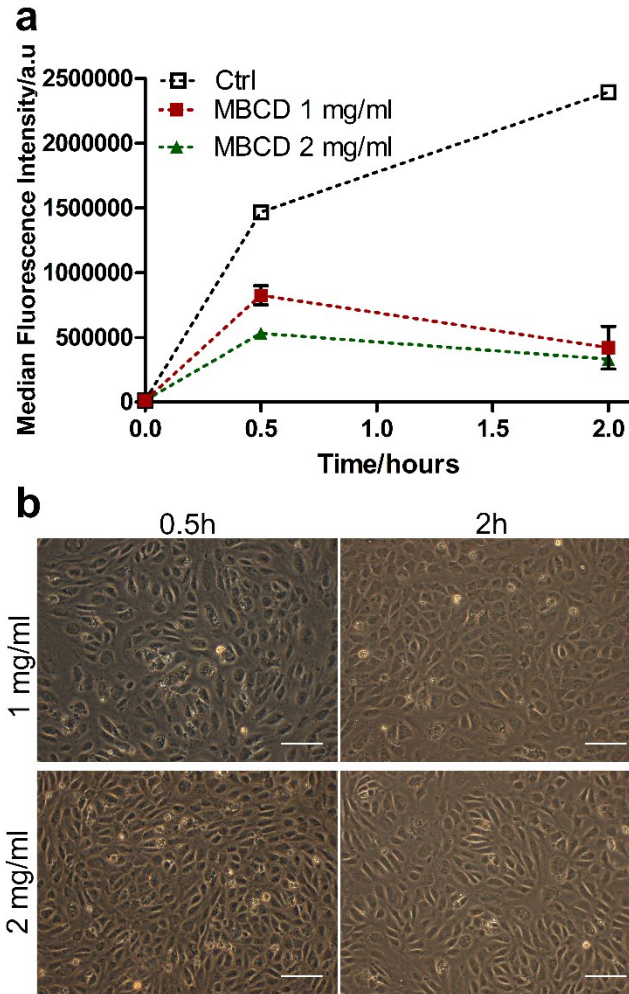 a
Median Fluorescence Intensity/a.u
2500000
2000000
1500000
1000000
500000
0
Ctrl
MBCD 1 mg/ml
MBCD 2 mg/ml
0.0
0.5
1.0
1.5
2.0
Time/hours
b
0.5h
2h
1 mg/ml
2 mg/ml